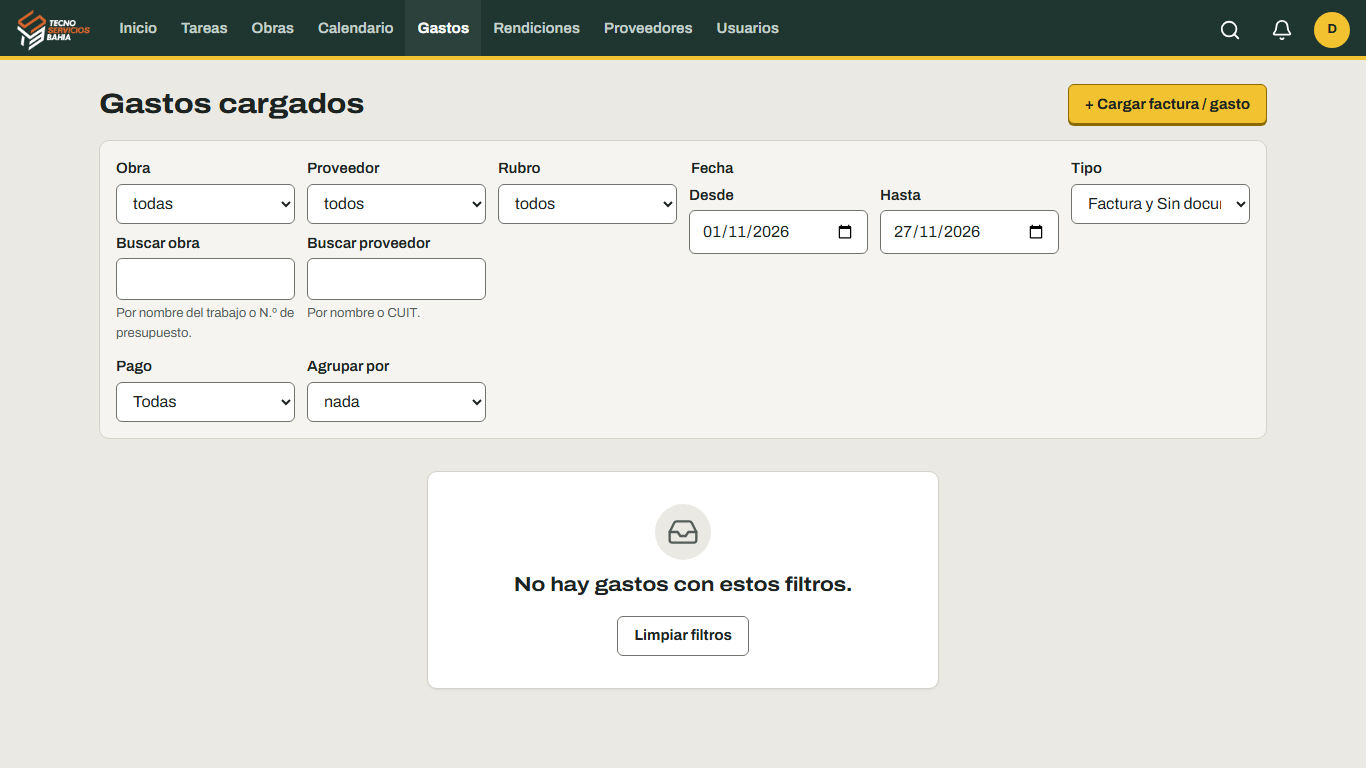 TECNO
SERVICIOS
BAHIA
Inicio
Tareas
Obras
Calendario
Gastos
Rendiciones
Proveedores
Usuarios
D
Gastos cargados
+ Cargar factura / gasto
Obra
todas
Proveedor
todos
Rubro
todos
Fecha
Desde
01/11/2026
Hasta
27/11/2026
Tipo
Factura y Sin docu
Buscar obra
Por nombre del trabajo o N.º de
presupuesto.
Buscar proveedor
Por nombre o CUIT.
Pago
Todas
Agrupar por
nada
No hay gastos con estos filtros.
Limpiar filtros